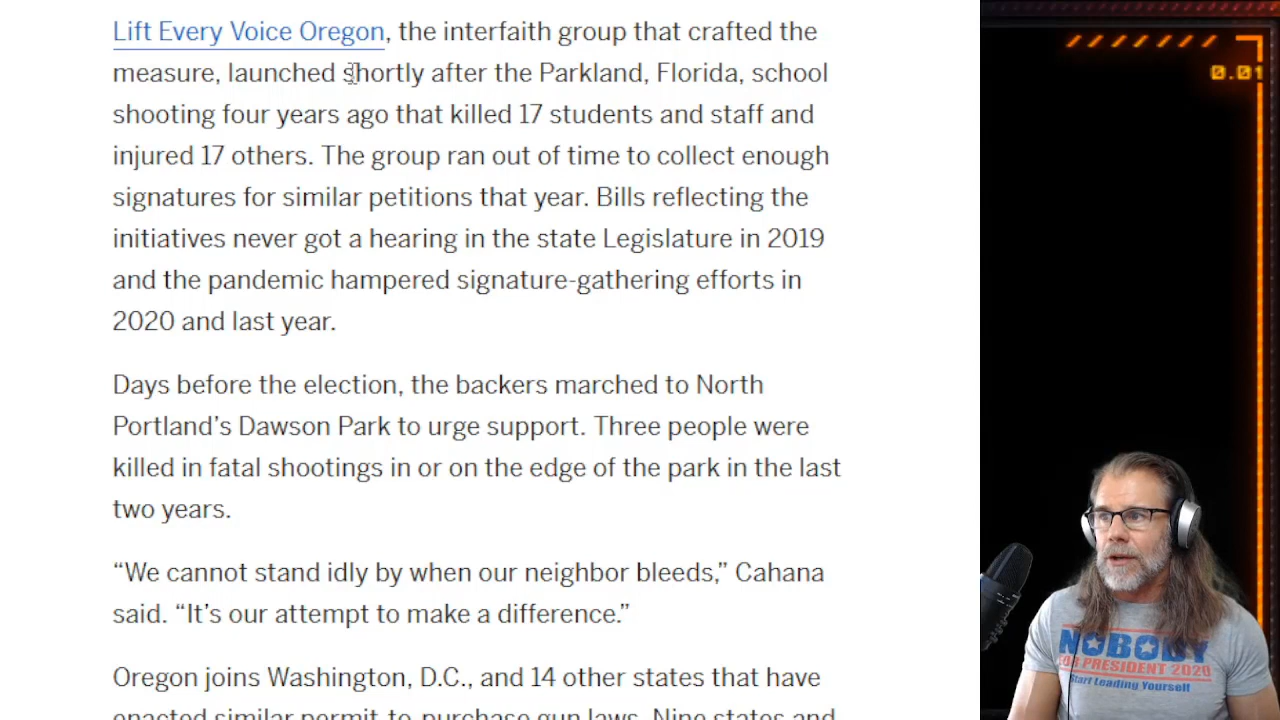 Lift Every Voice Oregon, the interfaith group that crafted the
measure, launched shortly after the Parkland, Florida, school
shooting four years ago that killed 17 students and staff and
injured 17 others. The group ran out of time to collect enough
signatures for similar petitions that year. Bills reflecting the
initiatives never got a hearing in the state Legislature in 2019
and the pandemic hampered signature-gathering efforts in
2020 and last year.
Days before the election, the backers marched to North
Portland’s Dawson Park to urge support. Three people were
killed in fatal shootings in or on the edge of the park in the last
two years.
“We cannot stand idly by when our neighbor bleeds,” Cahana
said. “It’s our attempt to make a difference.”
Oregon joins Washington, D.C., and 14 other states that have
enacted similar permit-to-purchase gun laws. Nine states and
0.01
NOBODY
FOR PRESIDENT 2020
Start Leading Yourself